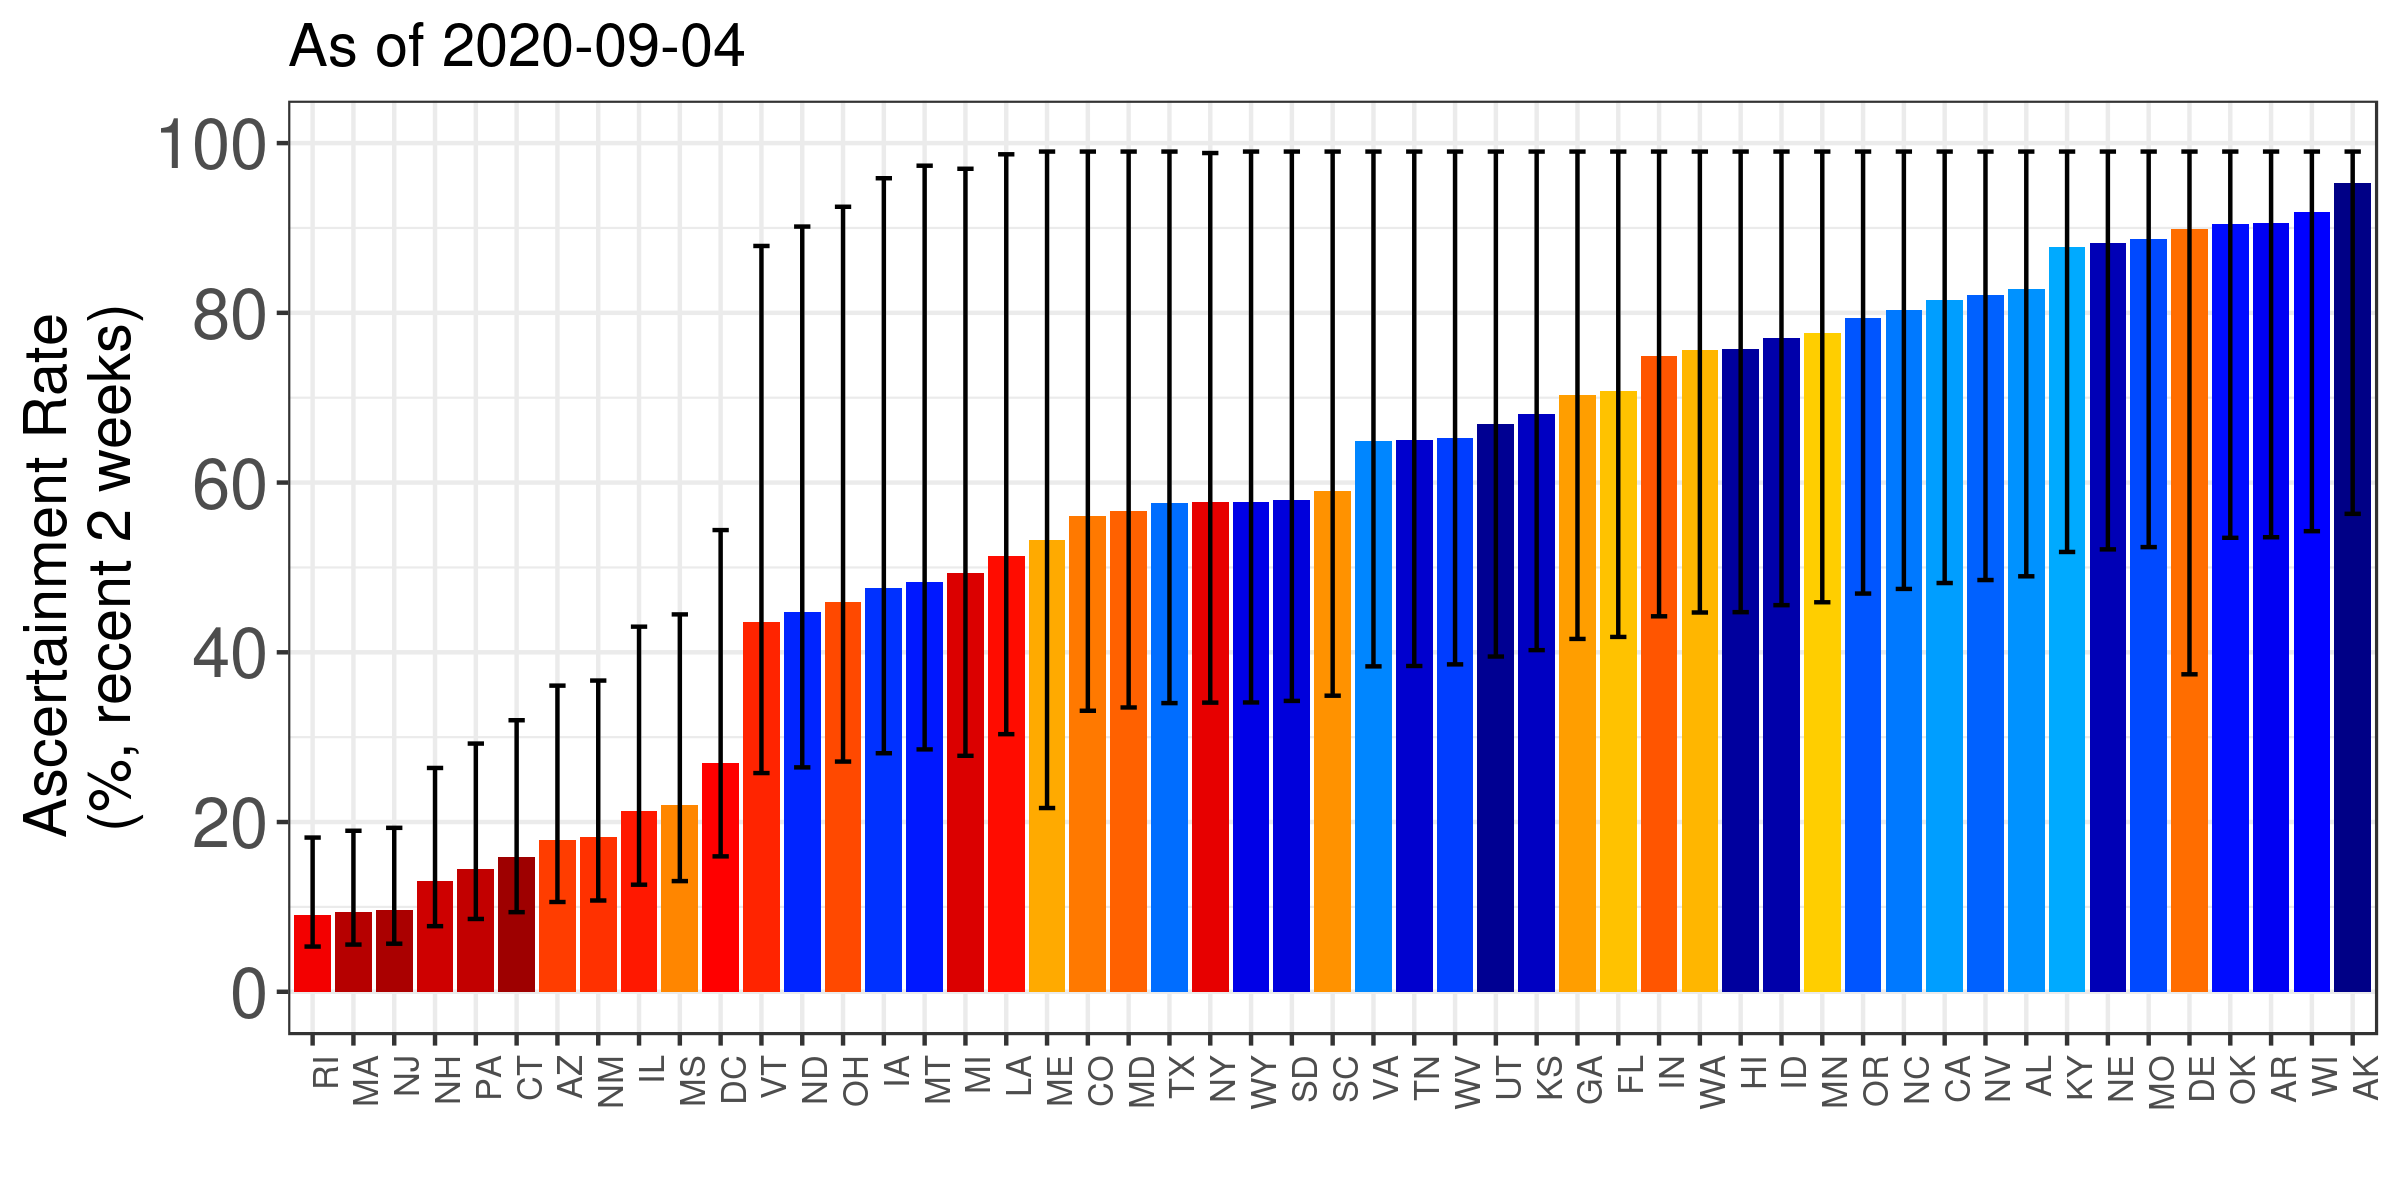 As of 2020-09-04
Ascertainment Rate
(%, recent 2 weeks)
100
80
60
40
20
0
RI MA NJ NH PA CT AZ NM IL MS DC VT ND OH IA MT MI LA ME CO MD TX NY WY SD SC VA TN WV UT KS GA FL IN WA HI ID MN OR NC CA NV AL KY NE MO DE OK AR WI AK